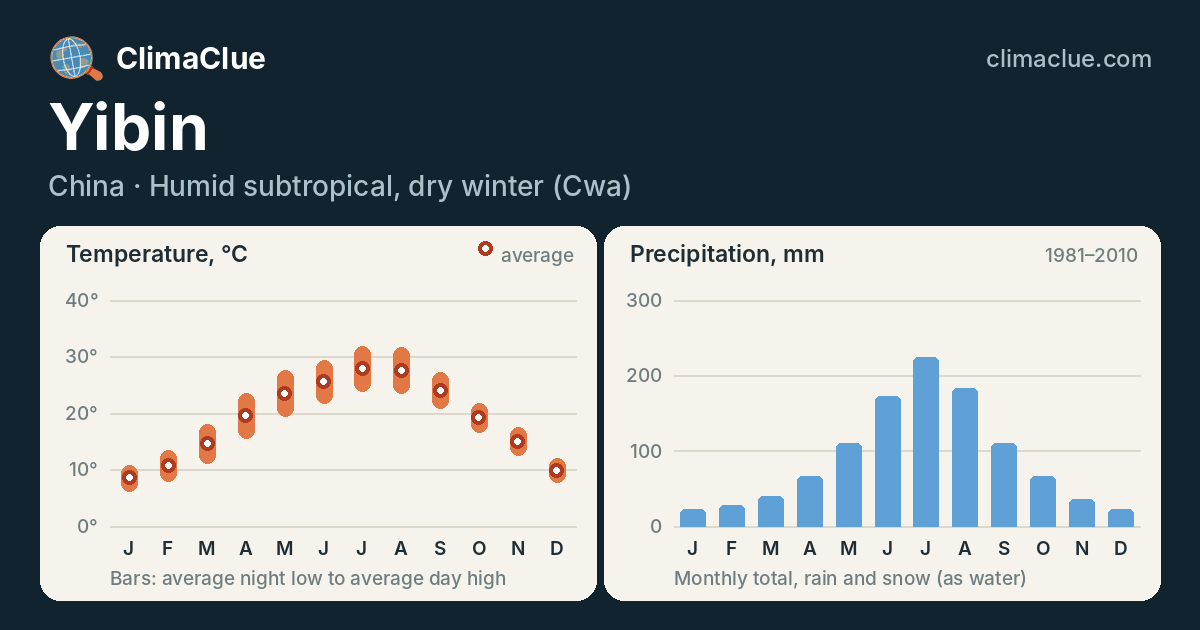 ClimaClue
climaclue.com
Yibin
China · Humid subtropical, dry winter (Cwa)
Temperature, °C
average
40°
30°
20°
10°
0°
J F M A M J J A S O N D
Bars: average night low to average day high
Precipitation, mm
1981–2010
300
200
100
0
J F M A M J J A S O N D
Monthly total, rain and snow (as water)